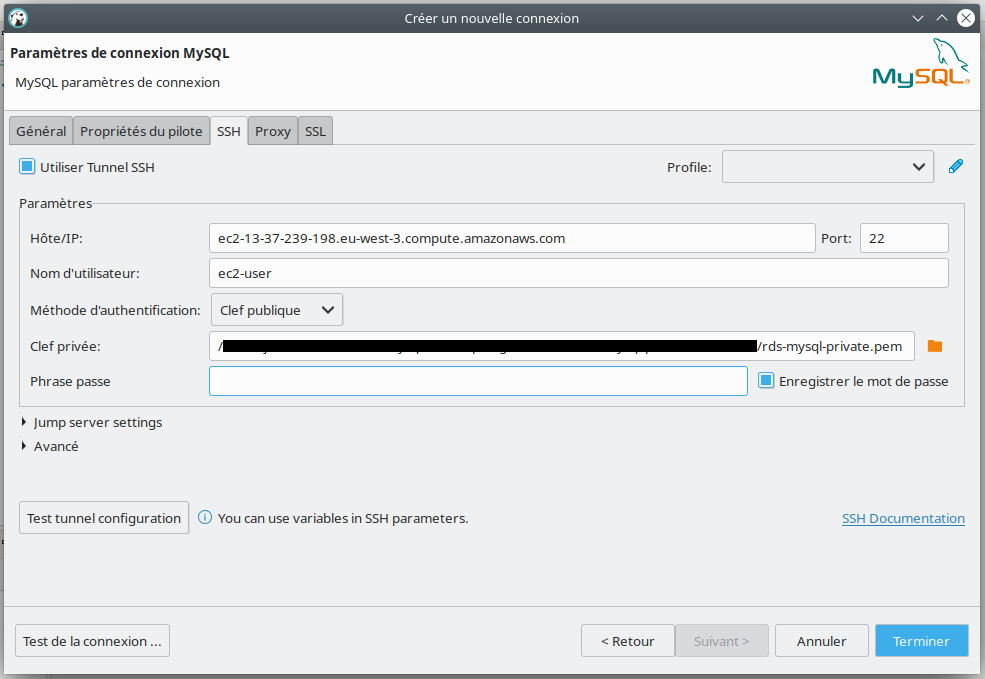 Créer un nouvelle connexion
Paramètres de connexion MySQL
MySQL paramètres de connexion
MySQL
Général Propriétés du pilote SSH Proxy SSL
Utiliser Tunnel SSH Profile:
Paramètres
Hôte/IP: ec2-13-37-239-198.eu-west-3.compute.amazonaws.com Port: 22
Nom d'utilisateur: ec2-user
Méthode d'authentification: Clef publique
Clef privée: / /rds-mysql-private.pem
Phrase passe Enregistrer le mot de passe
Jump server settings
Avancé
Test tunnel configuration You can use variables in SSH parameters. SSH Documentation
Test de la connexion ... < Retour Suivant > Annuler Terminer